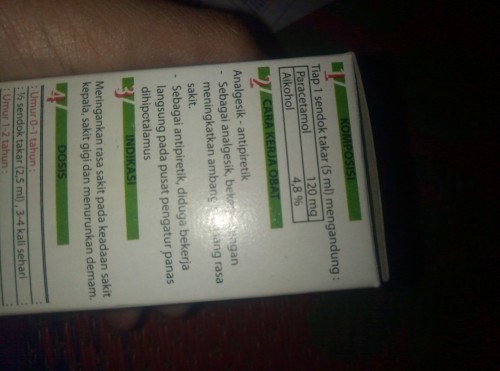 1 KOMPOSISI
Tiap 1 sendok takar (5 ml) mengandung :
Paracetamol 120 mg
Alkohol 4,8 %
2 CARA KERJA OBAT
Analgesik - antipiretik
- Sebagai analgesik, bekerja dengan
meningkatkan ambang rasa
sakit
- Sebagai antipiretik, diduga bekerja
langsung pada pusat pengatur panas
dihipotalamus
3 INDIKASI
Meringankan rasa sakit pada keadaan sakit
kepala, sakit gigi dan menurunkan demam.
4 DOSIS
Umur 0-1 tahun :
½ sendok takar (2,5 ml), 3-4 kali sehari
Umur 1-2 tahun :